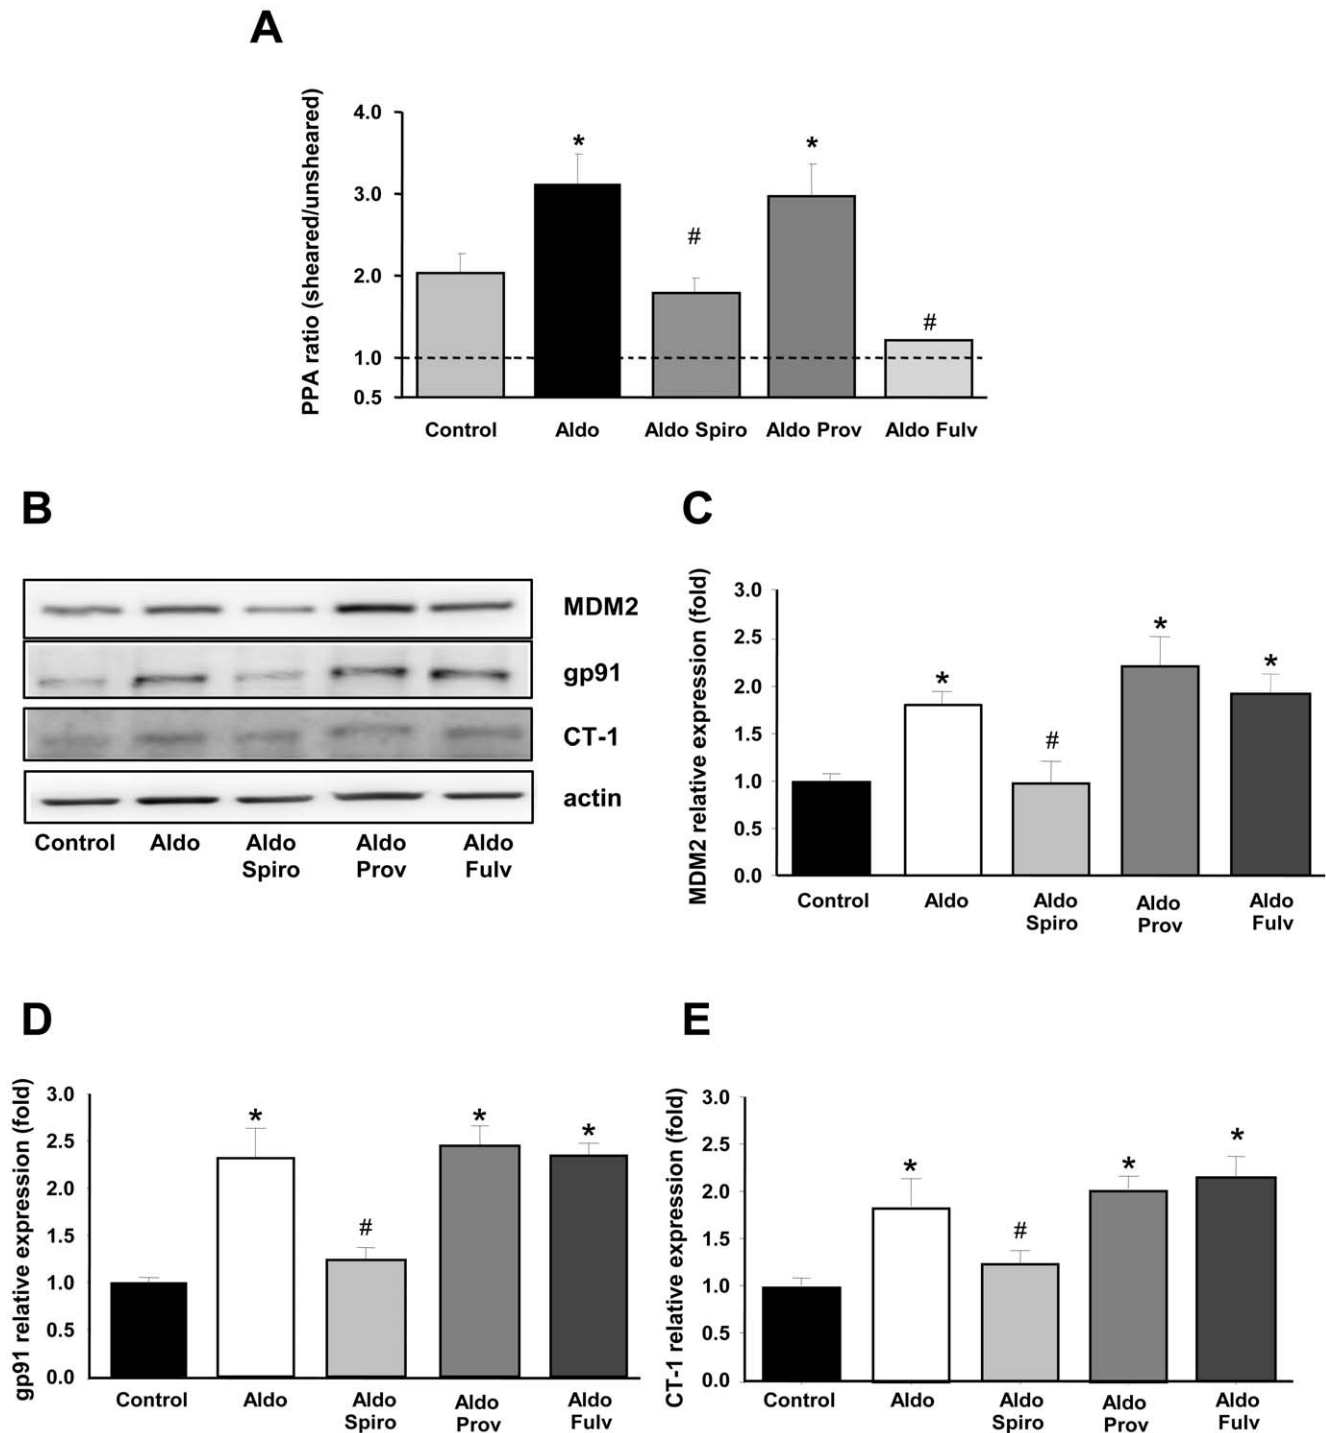 A
PPA ratio (sheared/unsheared)
4.0
3.0
2.0
1.0
0.5
* # * #
Control Aldo Aldo Spiro Aldo Prov Aldo Fulv
B
MDM2
gp91
CT-1
actin
Control Aldo Aldo Aldo Aldo
Spiro Prov Fulv
C
MDM2 relative expression (fold)
3.0
2.5
2.0
1.5
1.0
0.5
0.0
* # * *
Control Aldo Aldo Aldo Aldo
Spiro Prov Fulv
D
gp91 relative expression (fold)
3.0
2.5
2.0
1.5
1.0
0.5
0.0
* # * *
Control Aldo Aldo Aldo Aldo
Spiro Prov Fulv
E
CT-1 relative expression (fold)
3.0
2.5
2.0
1.5
1.0
0.5
0.0
* # * *
Control Aldo Aldo Aldo Aldo
Spiro Prov Fulv